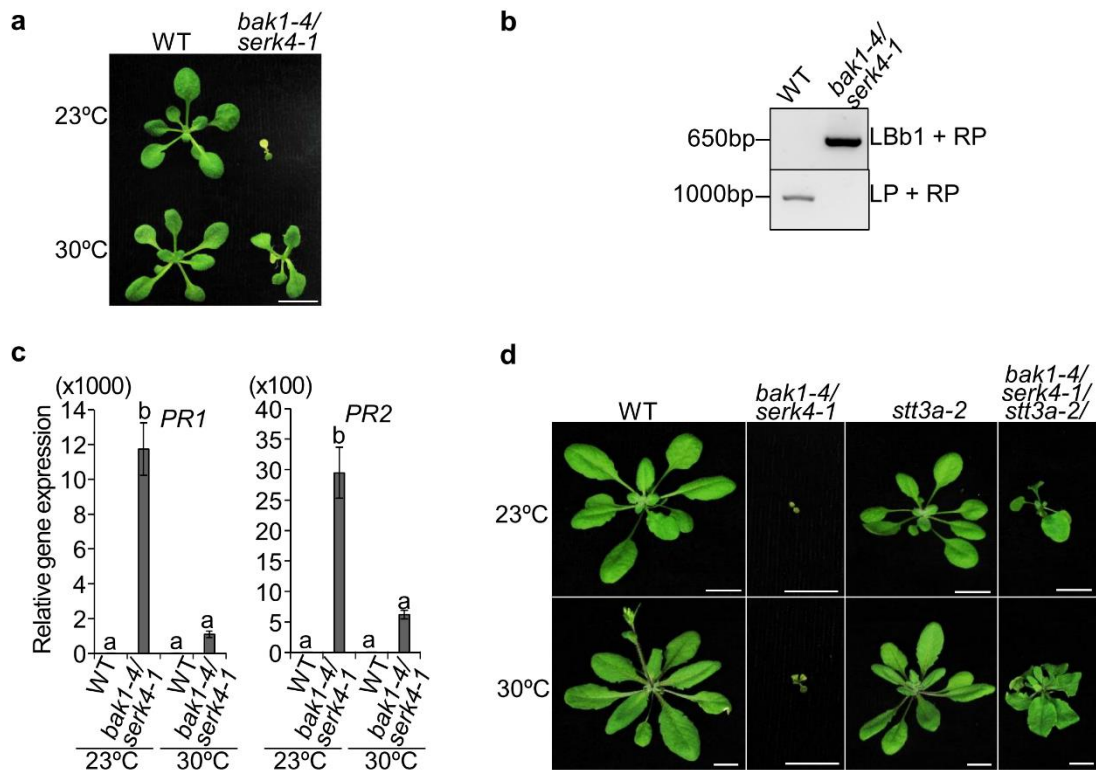 a
WT
bak1-4/
serk4-1
23ºC
30ºC
b
WT
bak1-4/
serk4-1
650bp
LBb1 + RP
1000bp
LP + RP
c
(x1000)
PR1
Relative gene expression
14
12
10
8
6
4
2
0
a
b
a
a
WT
bak1-4/
serk4-1
WT
bak1-4/
serk4-1
23ºC
30ºC
(x100)
PR2
40
35
30
25
20
15
10
5
0
a
b
a
a
WT
bak1-4/
serk4-1
WT
bak1-4/
serk4-1
23ºC
30ºC
d
WT
bak1-4/
serk4-1
stt3a-2
bak1-4/
serk4-1/
stt3a-2/
23ºC
30ºC